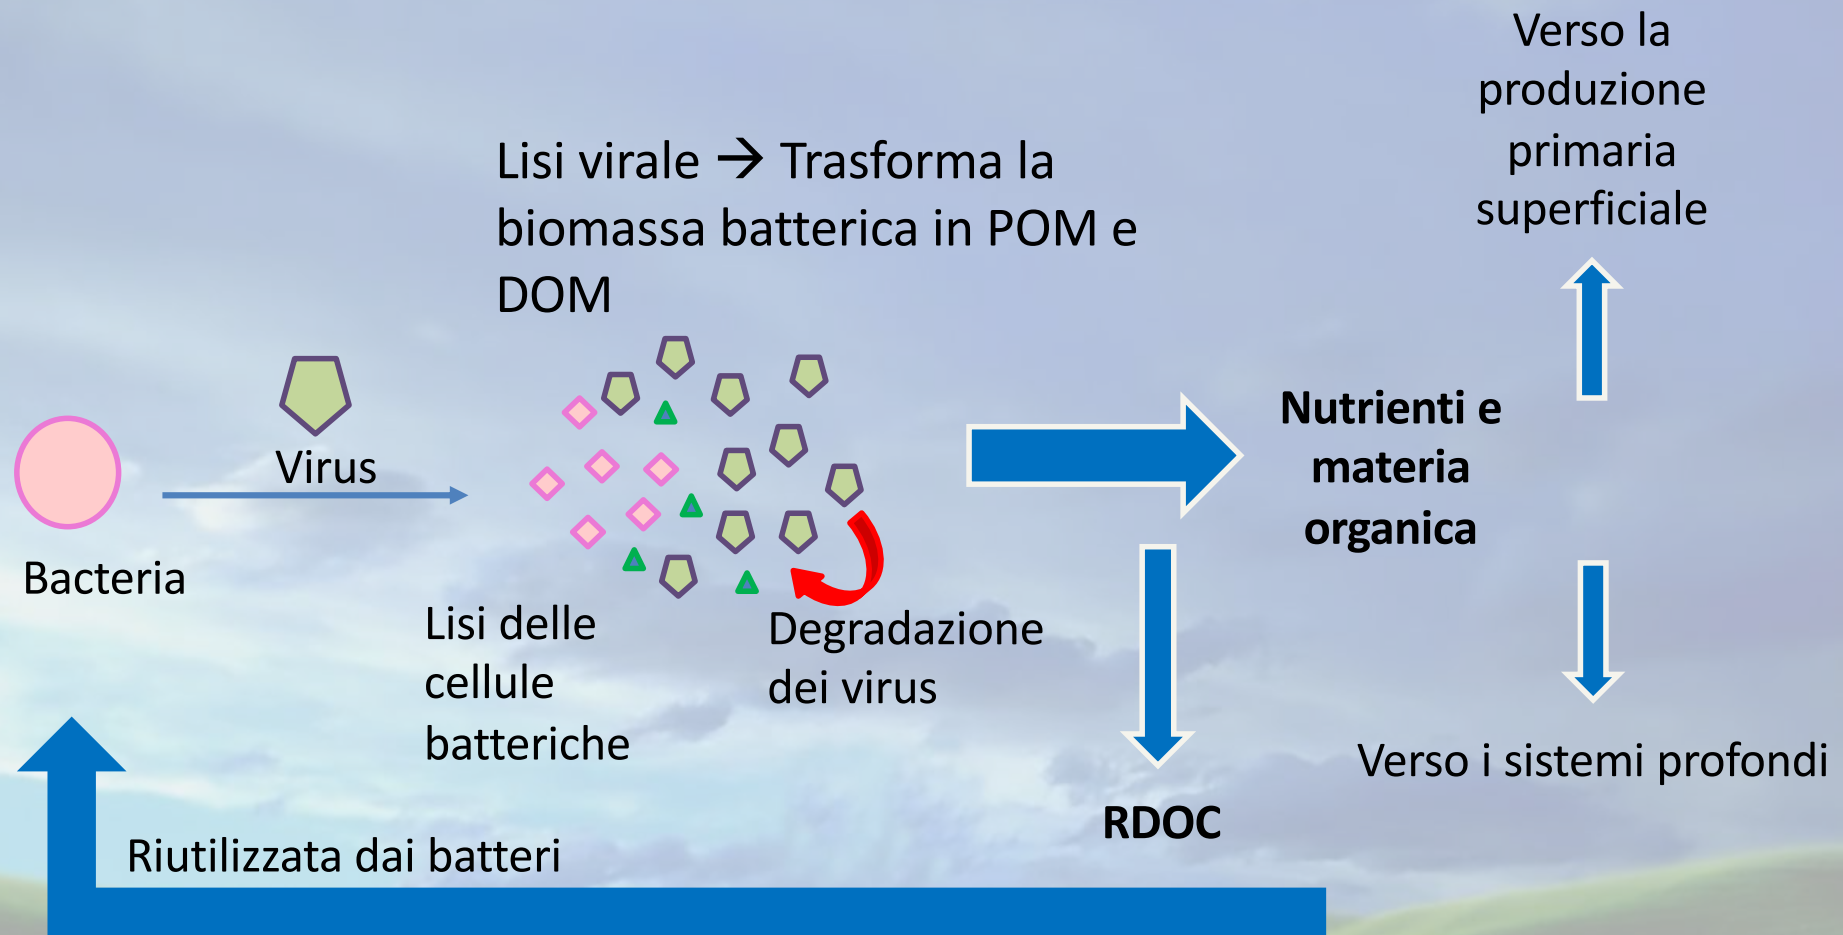 Verso la
produzione
primaria
superficiale
Lisi virale → Trasforma la
biomassa batterica in POM e
DOM
Virus
Bacteria
Nutrienti e
materia
organica
Lisi delle
cellule
batteriche
Degradazione
dei virus
Verso i sistemi profondi
RDOC
Riutilizzata dai batteri